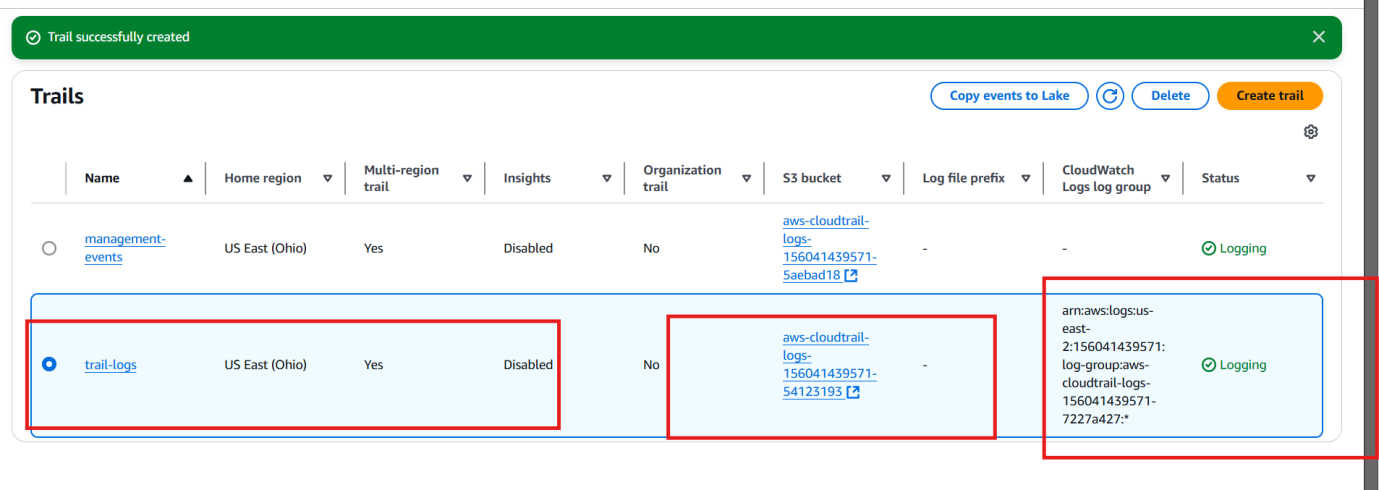 Trail successfully created
Trails
Copy events to Lake
Delete
Create trail
Name
Home region
Multi-region
trail
Insights
Organization
trail
S3 bucket
Log file prefix
CloudWatch
Logs log group
Status
management-
events
US East (Ohio)
Yes
Disabled
No
aws-cloudtrail-
logs-
156041439571-
5aebad18
-
-
Logging
trail-logs
US East (Ohio)
Yes
Disabled
No
aws-cloudtrail-
logs-
156041439571-
54123193
-
arn:aws:logs:us-
east-
2:156041439571:
log-group:aws-
cloudtrail-logs-
156041439571-
7227a427:*
Logging